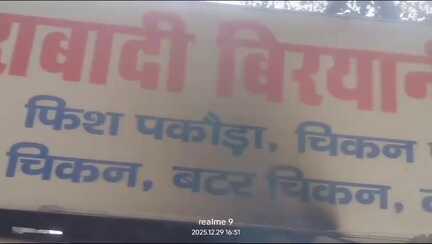 राबादी बिरयानी
फिश पकौड़ा, चिकन
चिकन, बटर चिकन,
realme 9
2025.12.29 16:51